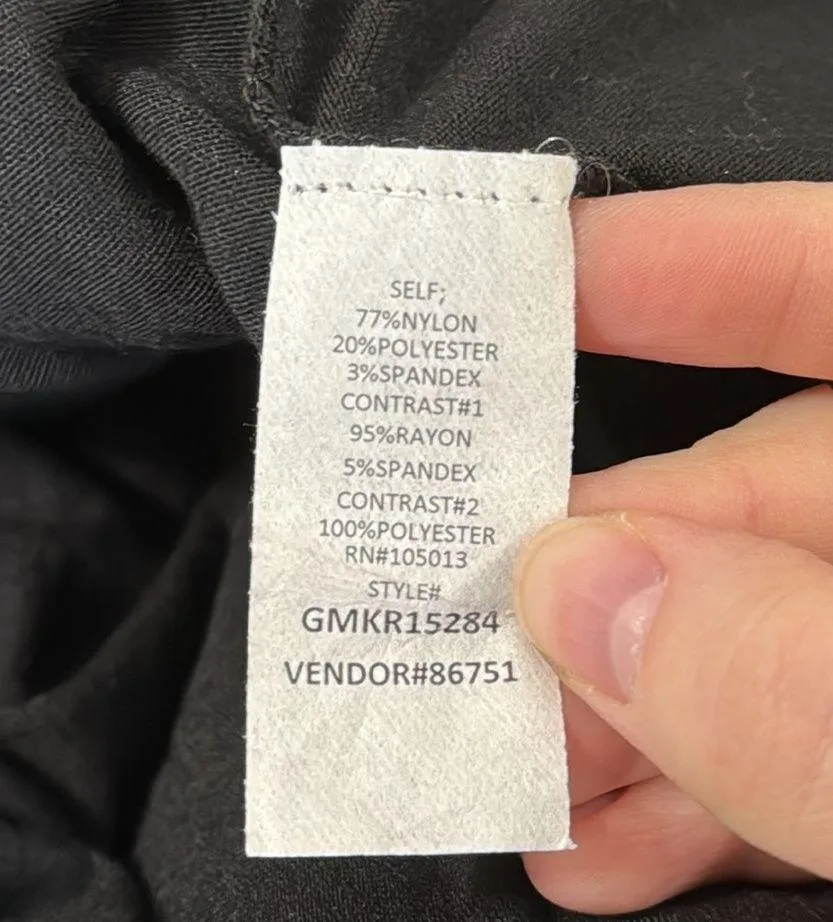 SELF;
77%NYLON
20%POLYESTER
3%SPANDEX
CONTRAST#1
95%RAYON
5%SPANDEX
CONTRAST#2
100%POLYESTER
RN#105013
STYLE#
GMKR15284
VENDOR#86751